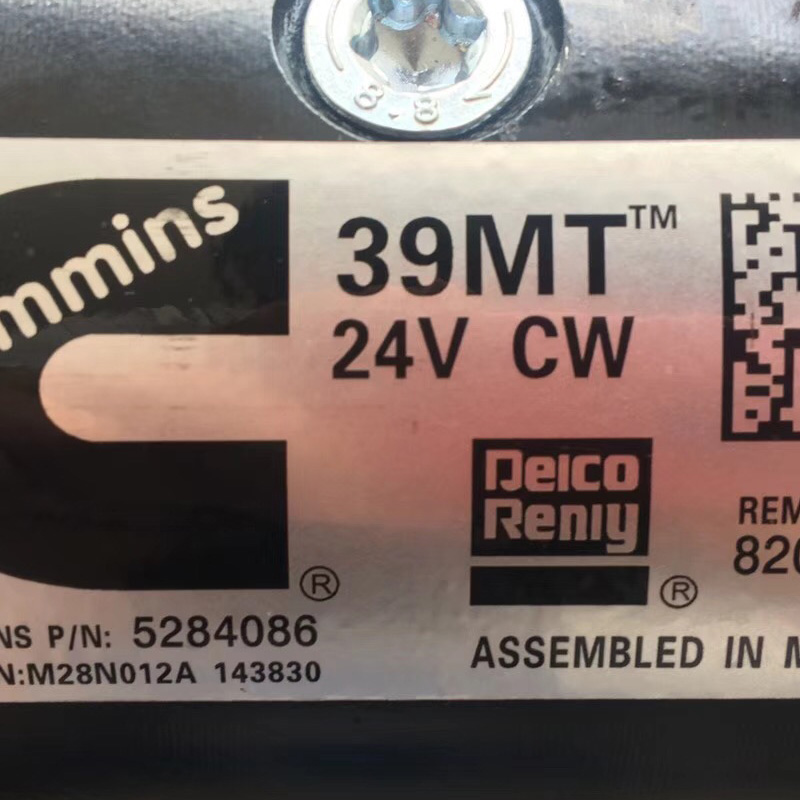 8.8
mmins
39MT™
24V CW
Delco
Remy
®
®
REM
820
NS P/N: 5284086
N:M28N012A 143830
ASSEMBLED IN M